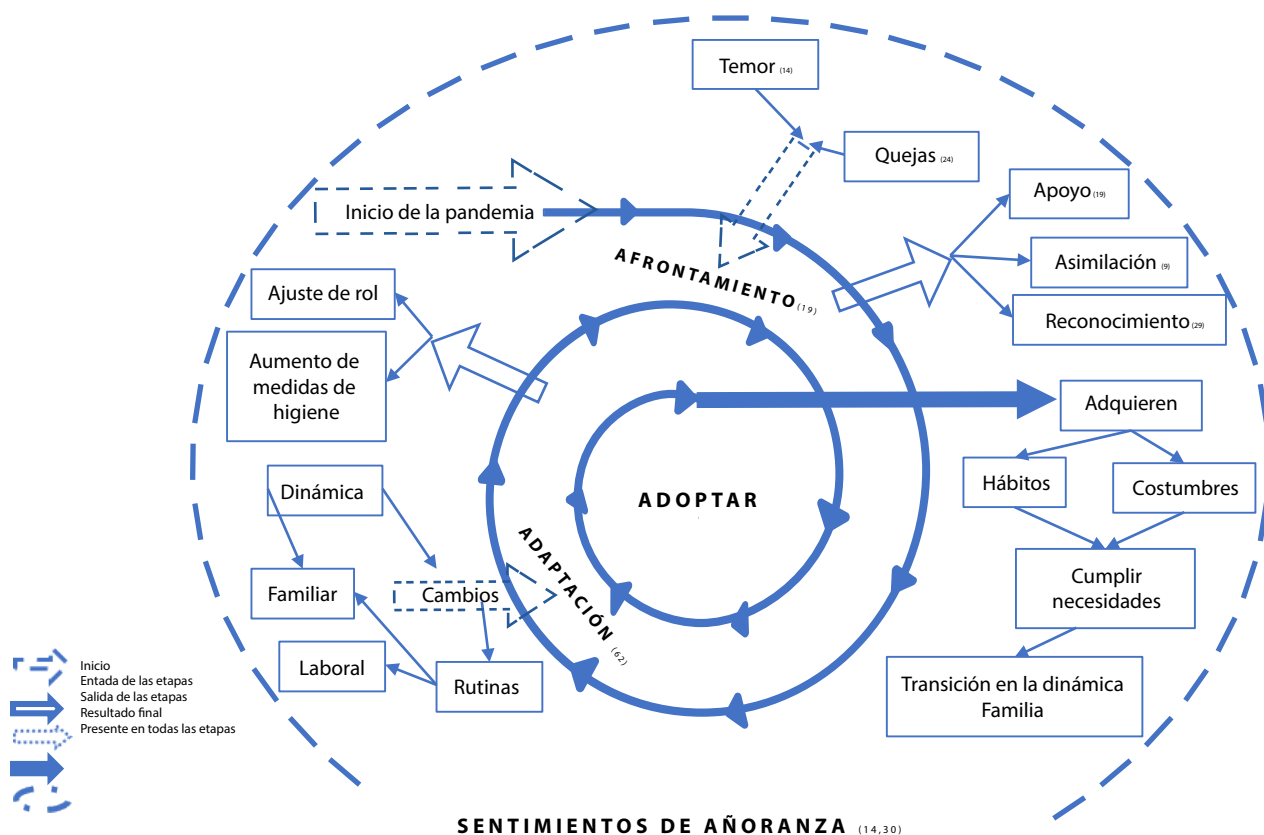 Temor (14)
Quejas (24)
Inicio de la pandemia
Apoyo (19)
AFRONTAMIENTO (19)
Asimilación (9)
Ajuste de rol
Reconocimiento (29)
Aumento de
medidas de
higiene
Adquieren
Dinámica
Hábitos
Costumbres
ADOPTAR
ADAPTACIÓN (62)
Familiar
Cambios
Cumplir
necesidades
Laboral
Rutinas
Transición en la dinámica
Familia
Inicio
Entada de las etapas
Salida de las etapas
Resultado final
Presente en todas las etapas
SENTIMIENTOS DE AÑORANZA (14,30)